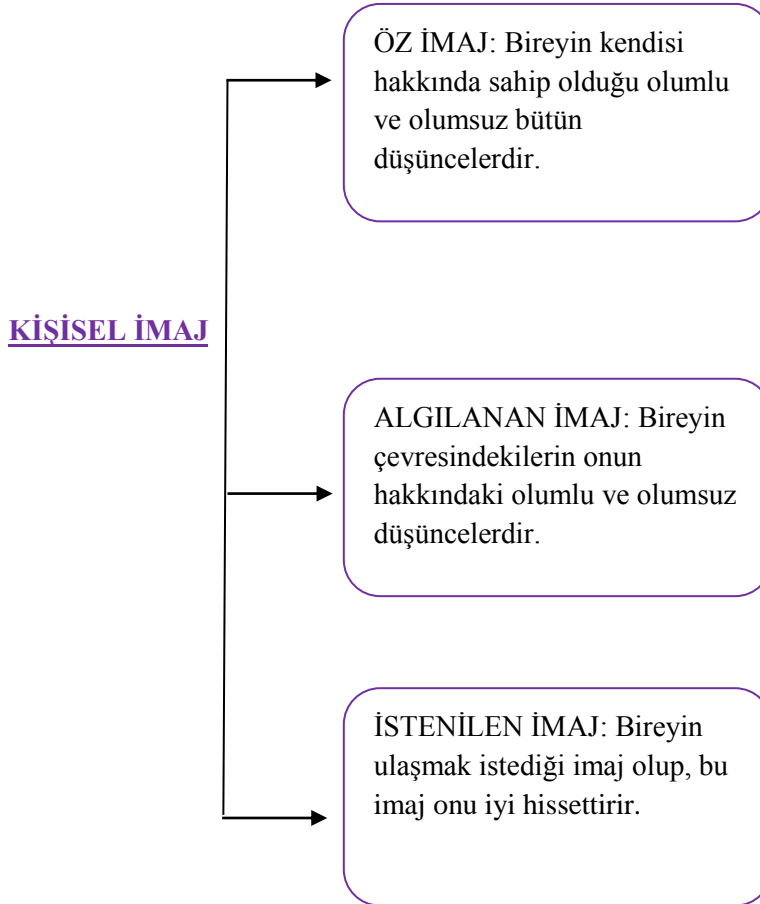 ÖZ İMAJ: Bireyin kendisi
hakkında sahip olduğu olumlu
ve olumsuz bütün
düşüncelerdir.
KİŞİSEL İMAJ
ALGILANAN İMAJ: Bireyin
çevresindekilerin onun
hakkındaki olumlu ve olumsuz
düşüncelerdir.
İSTENİLEN İMAJ: Bireyin
ulaşmak istediği imaj olup, bu
imaj onu iyi hissettirir.